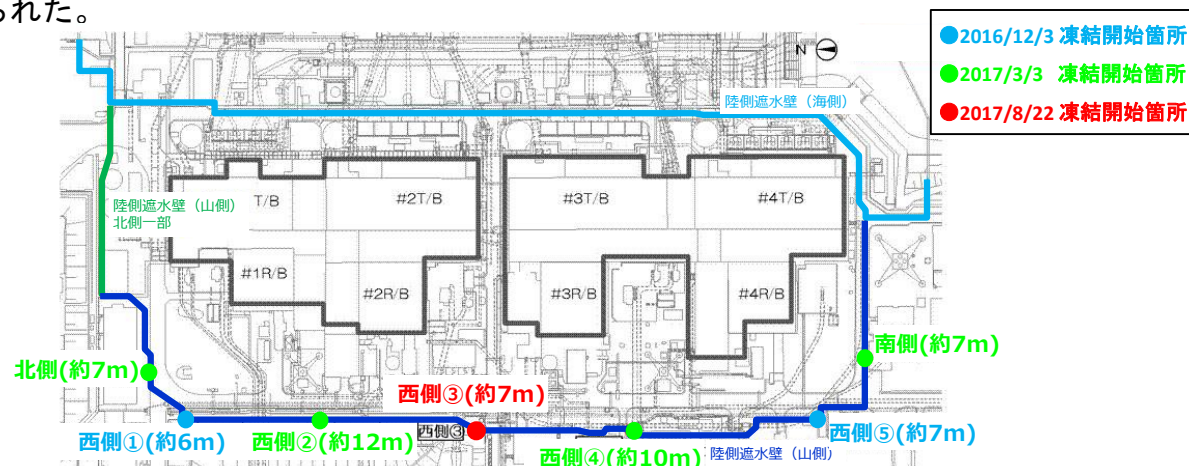 られた。
●2016/12/3 凍結開始箇所
●2017/3/3 凍結開始箇所
●2017/8/22 凍結開始箇所
N
陸側遮水壁（海側）
陸側遮水壁（山側）
北側一部
T/B
#2T/B
#3T/B
#4T/B
#1R/B
#2R/B
#3R/B
#4R/B
北側(約7m)
南側(約7m)
西側③(約7m)
西側①(約6m)
西側②(約12m)
西側③
西側④(約10m)
西側⑤(約7m)
陸側遮水壁（山側）